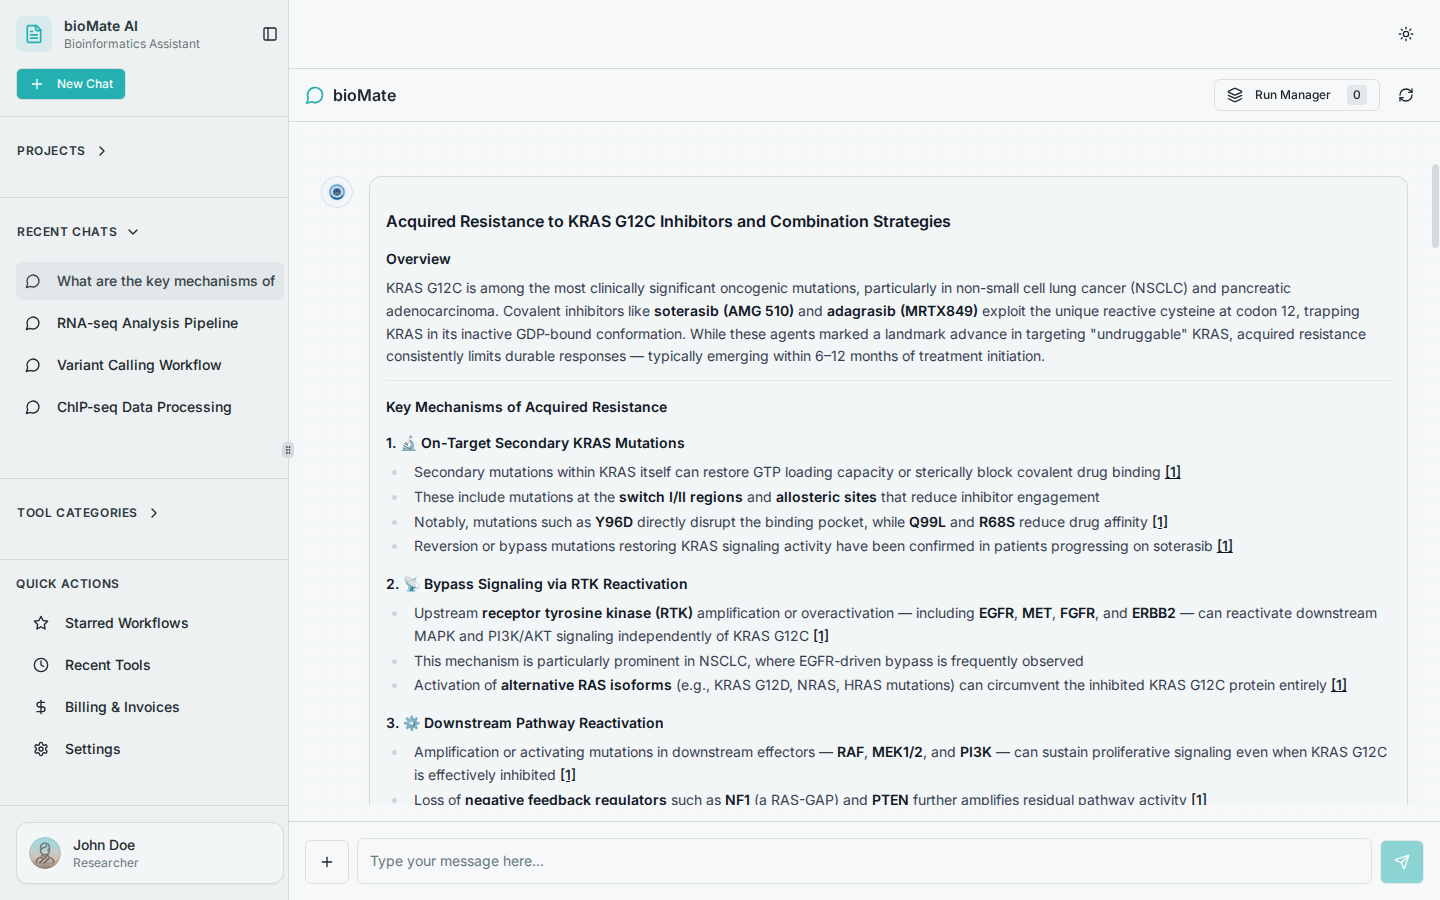 bioMate AI
Bioinformatics Assistant
New Chat
PROJECTS
RECENT CHATS
What are the key mechanisms of
RNA-seq Analysis Pipeline
Variant Calling Workflow
ChIP-seq Data Processing
TOOL CATEGORIES
QUICK ACTIONS
Starred Workflows
Recent Tools
Billing & Invoices
Settings
John Doe
Researcher
bioMate
Run Manager 0
Acquired Resistance to KRAS G12C Inhibitors and Combination Strategies
Overview
KRAS G12C is among the most clinically significant oncogenic mutations, particularly in non-small cell lung cancer (NSCLC) and pancreatic
adenocarcinoma. Covalent inhibitors like soterasib (AMG 510) and adagrasib (MRTX849) exploit the unique reactive cysteine at codon 12, trapping
KRAS in its inactive GDP-bound conformation. While these agents marked a landmark advance in targeting "undruggable" KRAS, acquired resistance
consistently limits durable responses — typically emerging within 6–12 months of treatment initiation.
Key Mechanisms of Acquired Resistance
1. 🔬 On-Target Secondary KRAS Mutations
Secondary mutations within KRAS itself can restore GTP loading capacity or sterically block covalent drug binding [1]
These include mutations at the switch I/II regions and allosteric sites that reduce inhibitor engagement
Notably, mutations such as Y96D directly disrupt the binding pocket, while Q99L and R68S reduce drug affinity [1]
Reversion or bypass mutations restoring KRAS signaling activity have been confirmed in patients progressing on soterasib [1]
2. 📡 Bypass Signaling via RTK Reactivation
Upstream receptor tyrosine kinase (RTK) amplification or overactivation — including EGFR, MET, FGFR, and ERBB2 — can reactivate downstream
MAPK and PI3K/AKT signaling independently of KRAS G12C [1]
This mechanism is particularly prominent in NSCLC, where EGFR-driven bypass is frequently observed
Activation of alternative RAS isoforms (e.g., KRAS G12D, NRAS, HRAS mutations) can circumvent the inhibited KRAS G12C protein entirely [1]
3. ⚙️ Downstream Pathway Reactivation
Amplification or activating mutations in downstream effectors — RAF, MEK1/2, and PI3K — can sustain proliferative signaling even when KRAS G12C
is effectively inhibited [1]
Loss of negative feedback regulators such as NF1 (a RAS-GAP) and PTEN further amplifies residual pathway activity [1]
Type your message here...